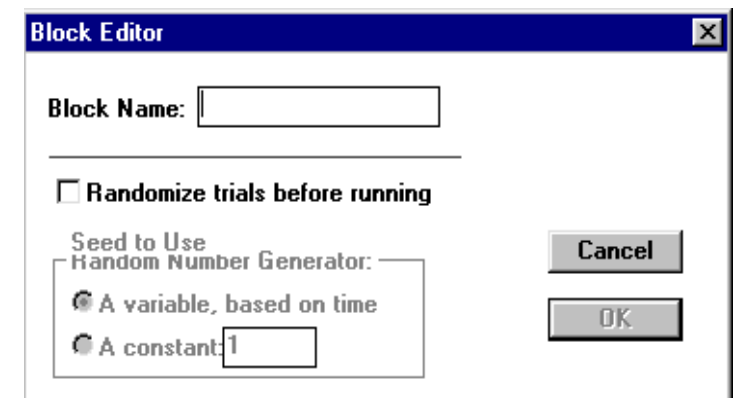 Block Editor
Block Name:
Randomize trials before running
Seed to Use
Random Number Generator:
A variable, based on time
A constant: 1
Cancel
OK